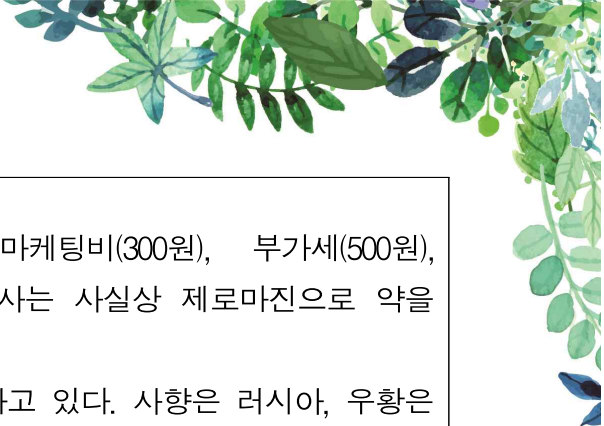 마케팅비(300원), 부가세(500원),
사는 사실상 제로마진으로 약을
고 있다. 사향은 러시아, 우황은